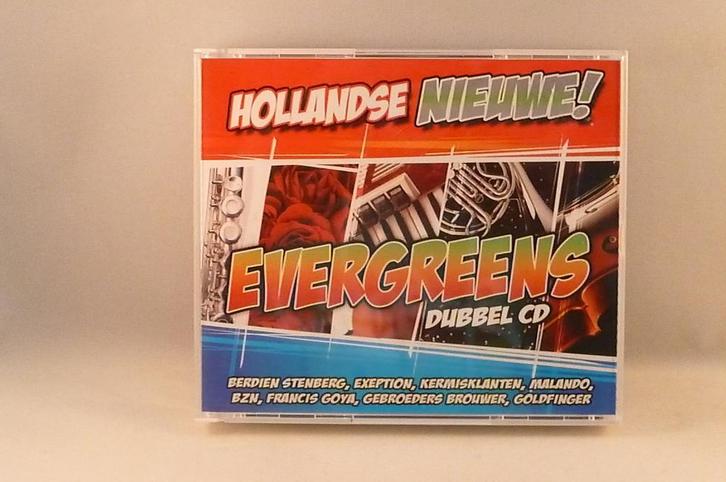 HOLLANDSE NIEUWE!
EVERGREENS
DUBBEL CD
BERDIEN STENBERG, EXEPTION, KERMISKLANTEN, MALANDO,
BZN, FRANCIS GOYA, GEBROEDERS BROUWER, GOLDFINGER